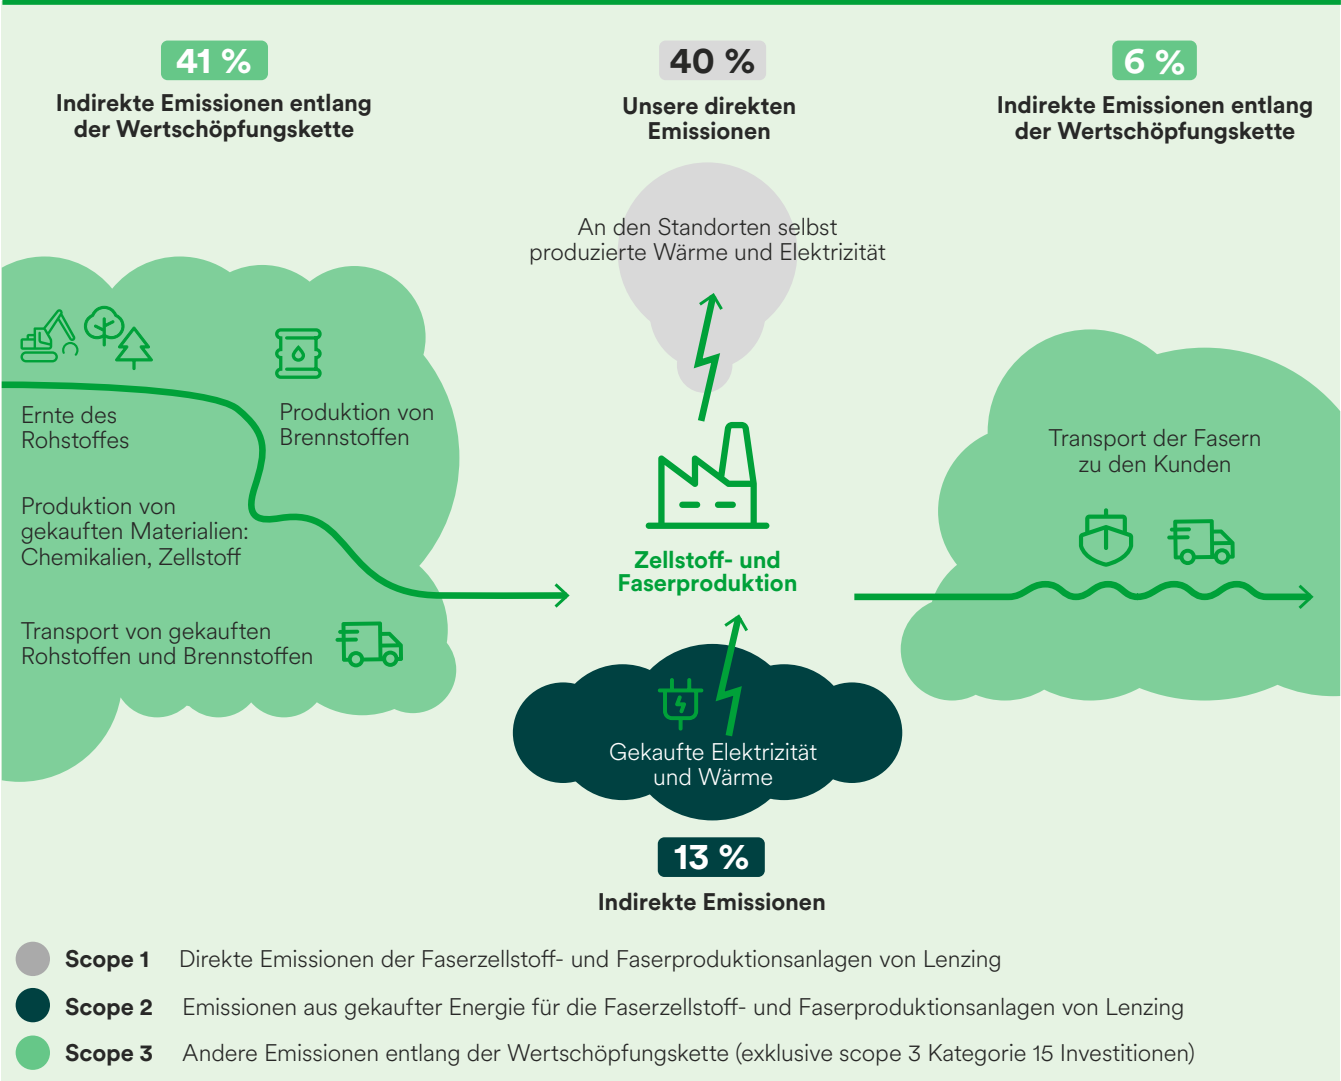 41 %
Indirekte Emissionen entlang
der Wertschöpfungskette
40 %
Unsere direkten
Emissionen
6 %
Indirekte Emissionen entlang
der Wertschöpfungskette
An den Standorten selbst
produzierte Wärme und Elektrizität
Ernte des
Rohstoffes
Produktion von
Brennstoffen
Produktion von
gekauften Materialien:
Chemikalien, Zellstoff
Transport von gekauften
Rohstoffen und Brennstoffen
Zellstoff- und
Faserproduktion
Transport der Fasern
zu den Kunden
Gekaufte Elektrizität
und Wärme
13 %
Indirekte Emissionen
Scope 1 Direkte Emissionen der Faserzellstoff- und Faserproduktionsanlagen von Lenzing
Scope 2 Emissionen aus gekaufter Energie für die Faserzellstoff- und Faserproduktionsanlagen von Lenzing
Scope 3 Andere Emissionen entlang der Wertschöpfungskette (exklusive scope 3 Kategorie 15 Investitionen)